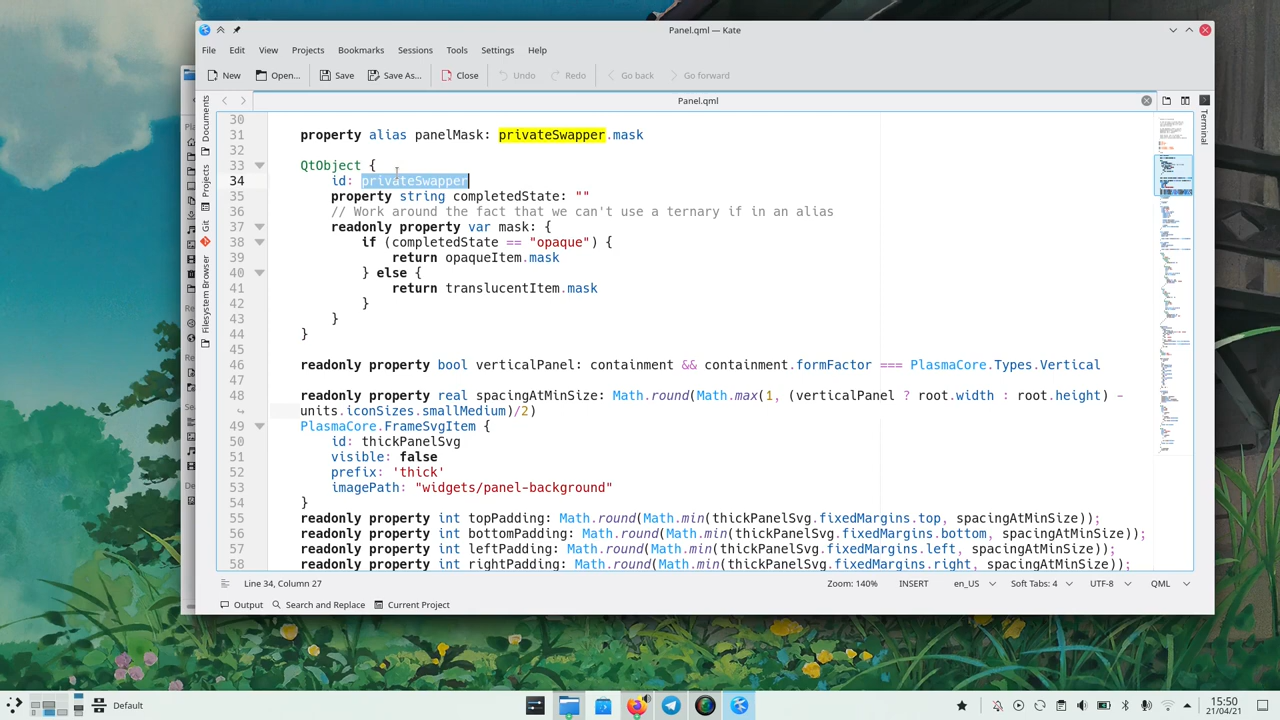 Panel.qml — Kate
File Edit View Projects Bookmarks Sessions Tools Settings Help
New Open... Save Save As... Close Undo Redo Go back Go forward
Panel.qml
Documents
Projects
Git
Filesystem Browser
Terminal
30
31 property alias panelMask: privateSwapper.mask
32
33 QtObject {
34 id: privateSwapper
35 property string completedState: ""
36 // Work around the fact that we can't use a ternary if in an alias
37 readonly property var mask: {
38 if (completedState == "opaque") {
39 return opaqueItem.mask
40 } else {
41 return translucentItem.mask
42 }
43 }
44 }
45
46 readonly property bool verticalPanel: containment && containment.formFactor === PlasmaCore.Types.Vertical
47
48 readonly property real spacingAtMinSize: Math.round(Math.max(1, (verticalPanel ? root.width : root.height) -
units.iconSizes.smallMedium)/2)
49 PlasmaCore.FrameSvgItem {
50 id: thickPanelSvg
51 visible: false
52 prefix: 'thick'
53 imagePath: "widgets/panel-background"
54 }
55 readonly property int topPadding: Math.round(Math.min(thickPanelSvg.fixedMargins.top, spacingAtMinSize));
56 readonly property int bottomPadding: Math.round(Math.min(thickPanelSvg.fixedMargins.bottom, spacingAtMinSize));
57 readonly property int leftPadding: Math.round(Math.min(thickPanelSvg.fixedMargins.left, spacingAtMinSize));
58 readonly property int rightPadding: Math.round(Math.min(thickPanelSvg.fixedMargins.right, spacingAtMinSize));
Line 34, Column 27 Zoom: 140% INSERT en_US Soft Tabs: 4 UTF-8 QML
Output Search and Replace Current Project
Default
15:50
21/04/21